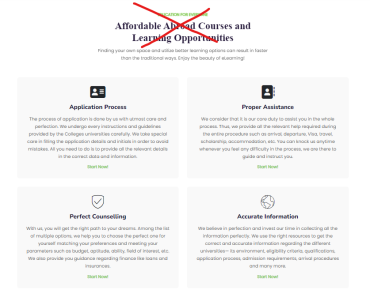 Affordable Abroad Courses and
Learning Opportunities
Finding your own space and utilize better learning options can result in faster
than the traditional ways. Enjoy the beauty of eLearning!
Application Process
The process of application is done by us with utmost care and
perfection. We undergo every instructions and guidelines
provided by the Colleges universities carefully. We take special
care in filling the application details and initials in order to avoid
mistakes. All you need to do is to provide all the relevant details
in the correct data and information.
Start Now!
Proper Assistance
We consider that it is our core duty to assist you in the whole
process. Thus, we provide all the relevant help required during
the entire procedure such as arrival, departure, Visa, travel,
scholarship, accommodation, etc. You can knock us anytime
whenever you feel any difficulty in the process, we are there to
guide and instruct you.
Start Now!
Perfect Counselling
With us, you will get the right path to your dreams. Among the list
of multiple options, we help you to choose the perfect one for
yourself matching your preferences and meeting your
parameters such as budget, aptitude, ability, field of interest, etc.
We also provide you guidance regarding finance like loans and
insurances.
Start Now!
Accurate Information
We believe in perfection and invest our time in collecting all the
information perfectly. We use the right resources to get the
correct and accurate information regarding the different
universities– its environment, eligibility criteria, qualifications,
application process, admission requirements, arrival procedures
and many more.
Start Now!